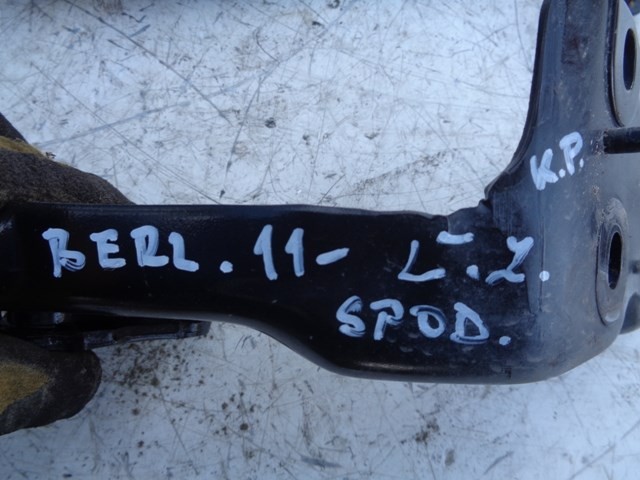 K.P.
BERL. 11- L.Z.
SPOD.